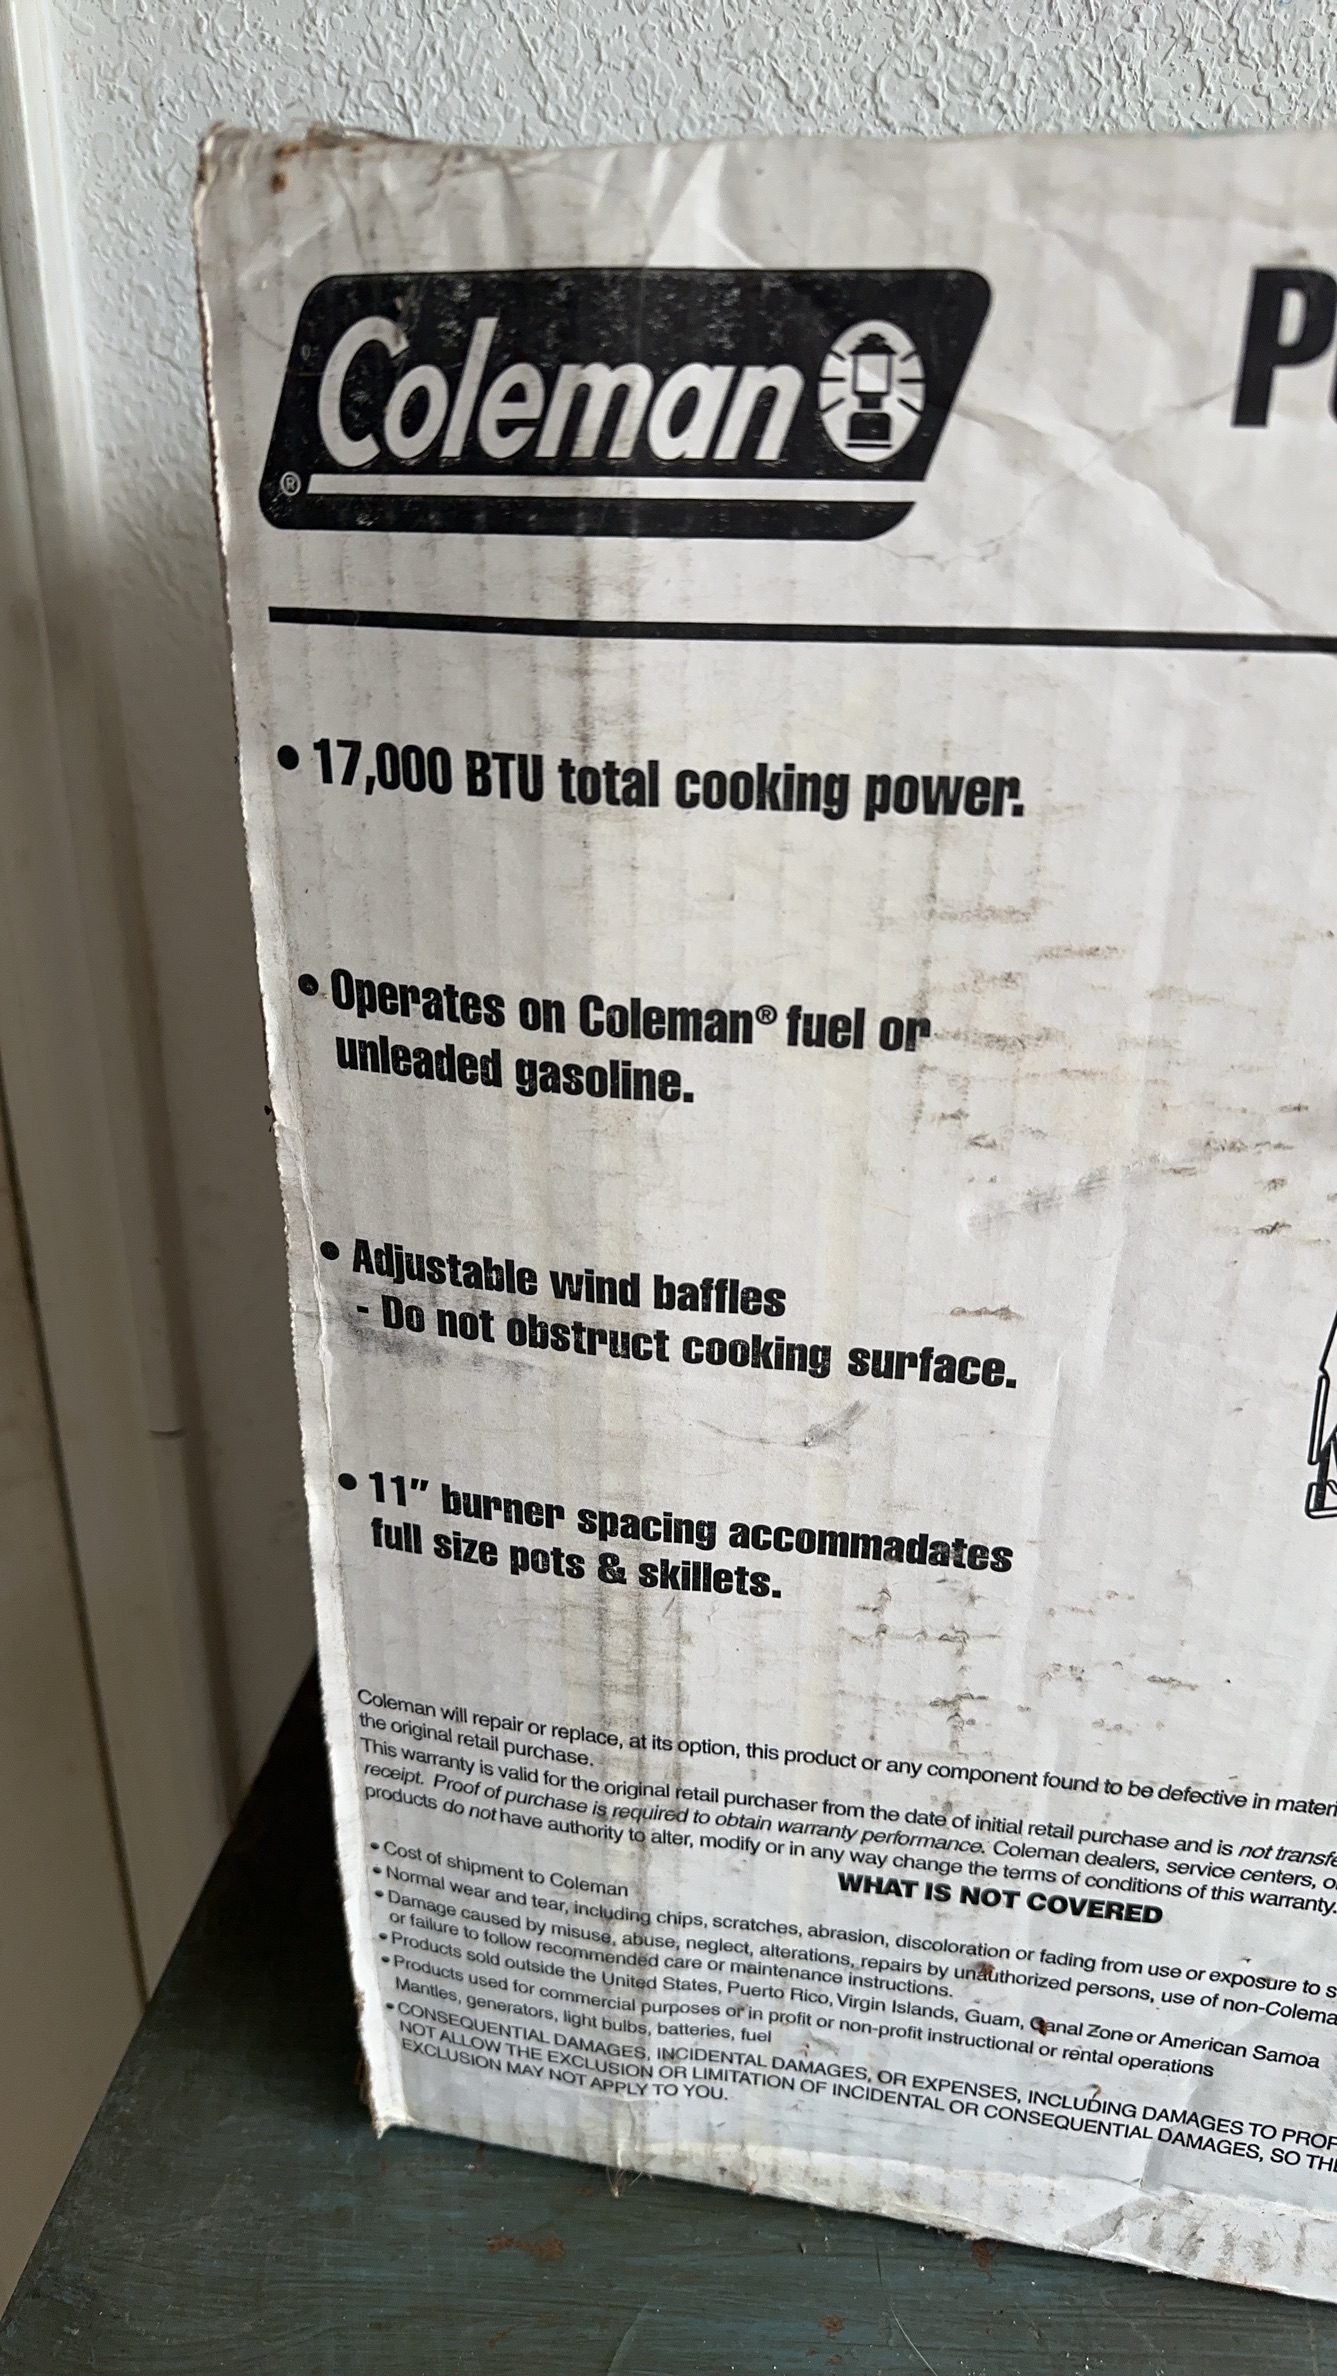 Coleman
®
• 17,000 BTU total cooking power.
• Operates on Coleman® fuel or
unleaded gasoline.
• Adjustable wind baffles
- Do not obstruct cooking surface.
• 11" burner spacing accommadates
full size pots & skillets.
Coleman will repair or replace, at its option, this product or any component found to be defective in
the original retail purchase.
This warranty is valid for the original retail purchaser from the date of initial retail purchase and is not
receipt. Proof of purchase is required to obtain warranty performance. Coleman dealers, service centers,
products do not have authority to alter, modify or in any way change the terms of conditions of this warranty.
WHAT IS NOT COVERED
• Cost of shipment to Coleman
• Normal wear and tear, including chips, scratches, abrasion, discoloration or fading from use or exposure to
• Damage caused by misuse, abuse, neglect, alterations, repairs by unauthorized persons, use of
or failure to follow recommended care or maintenance instructions.
• Products sold outside the United States, Puerto Rico, Virgin Islands, Guam, Canal Zone or American Samoa
• Products used for commercial purposes or in profit or non-profit instructional or rental operations
Mantles, generators, light bulbs, batteries, fuel
• CONSEQUENTIAL DAMAGES, INCIDENTAL DAMAGES, OR EXPENSES, INCLUDING DAMAGES TO
NOT ALLOW THE EXCLUSION OR LIMITATION OF INCIDENTAL OR CONSEQUENTIAL DAMAGES, SO
EXCLUSION MAY NOT APPLY TO YOU.